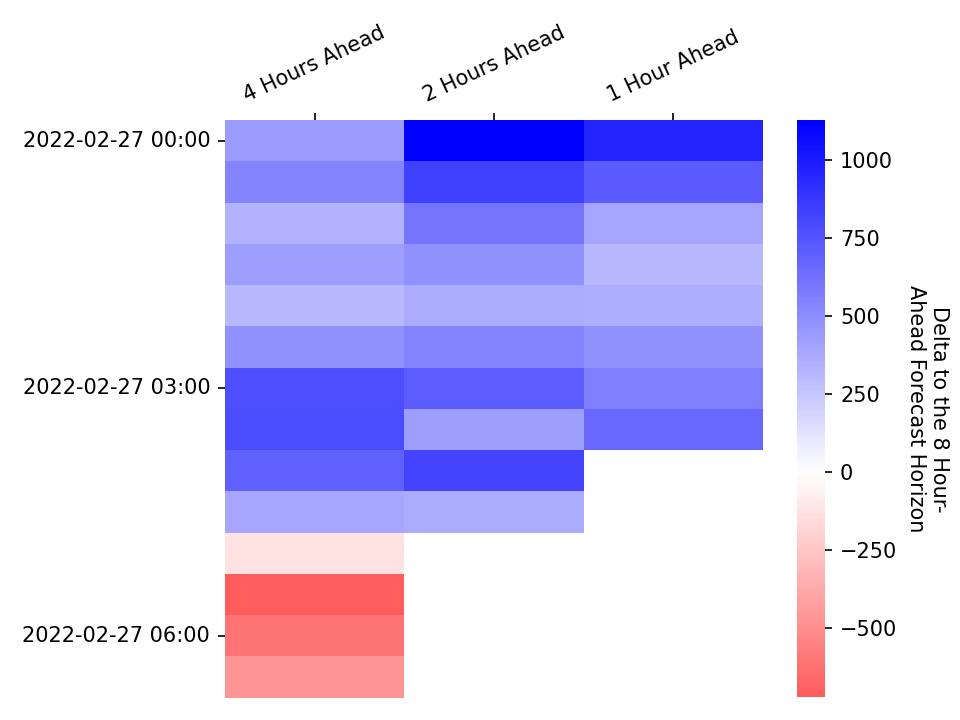 4 Hours Ahead
2 Hours Ahead
1 Hour Ahead
2022-02-27 00:00
2022-02-27 03:00
2022-02-27 06:00
1000
750
500
250
0
−250
−500
Delta to the 8 Hour-
Ahead Forecast Horizon